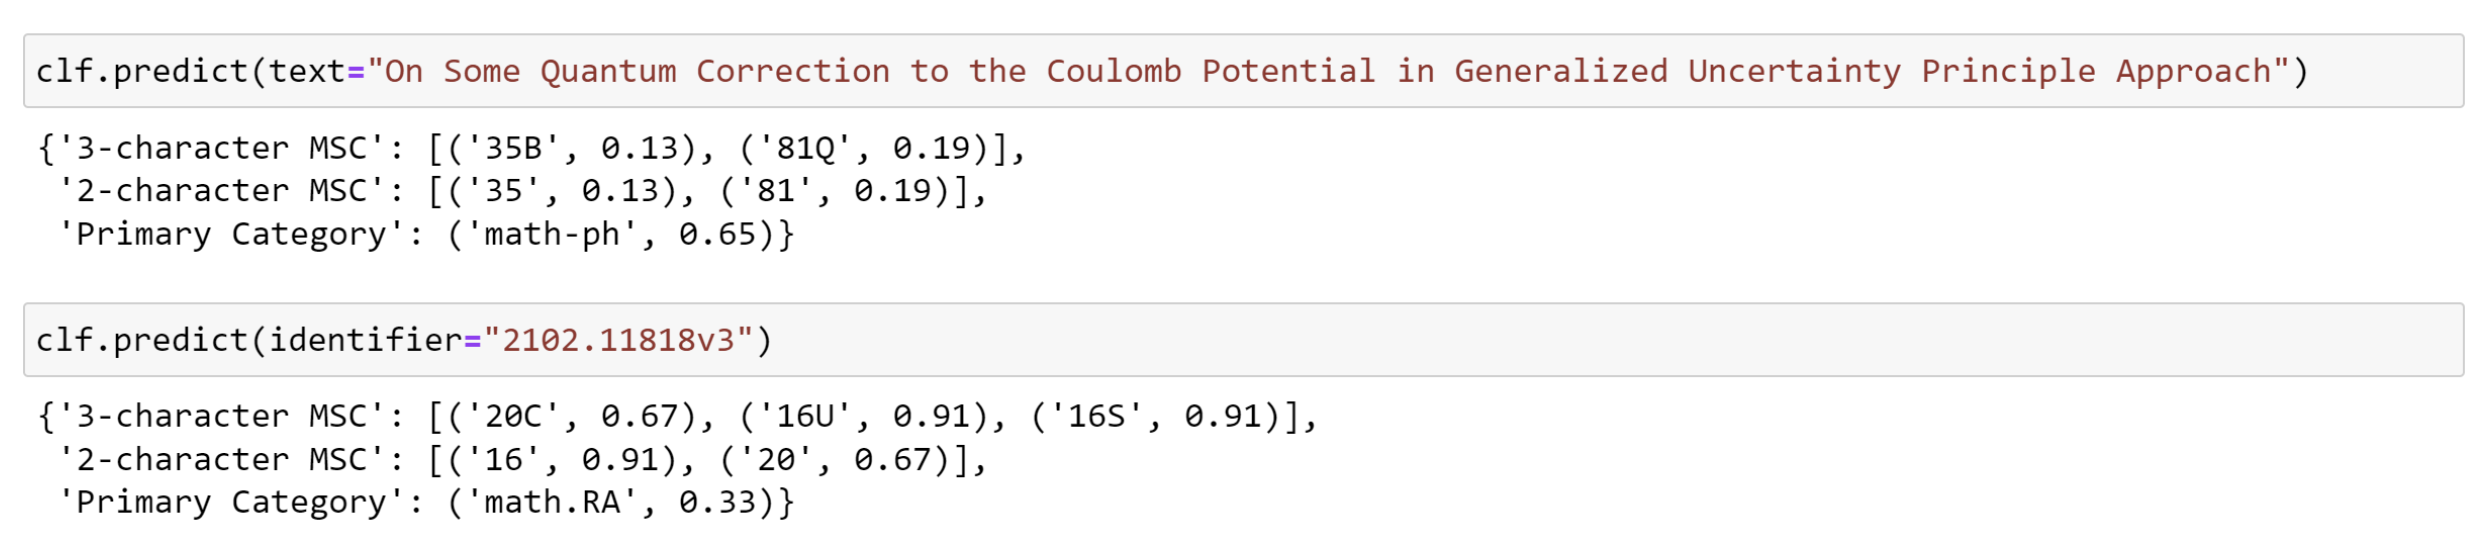 clf.predict(text="On Some Quantum Correction to the Coulomb Potential in Generalized Uncertainty Principle Approach")
{'3-character MSC': [('35B', 0.13), ('81Q', 0.19)],
'2-character MSC': [('35', 0.13), ('81', 0.19)],
'Primary Category': ('math-ph', 0.65)}
clf.predict(identifier="2102.11818v3")
{'3-character MSC': [('20C', 0.67), ('16U', 0.91), ('16S', 0.91)],
'2-character MSC': [('16', 0.91), ('20', 0.67)],
'Primary Category': ('math.RA', 0.33)}